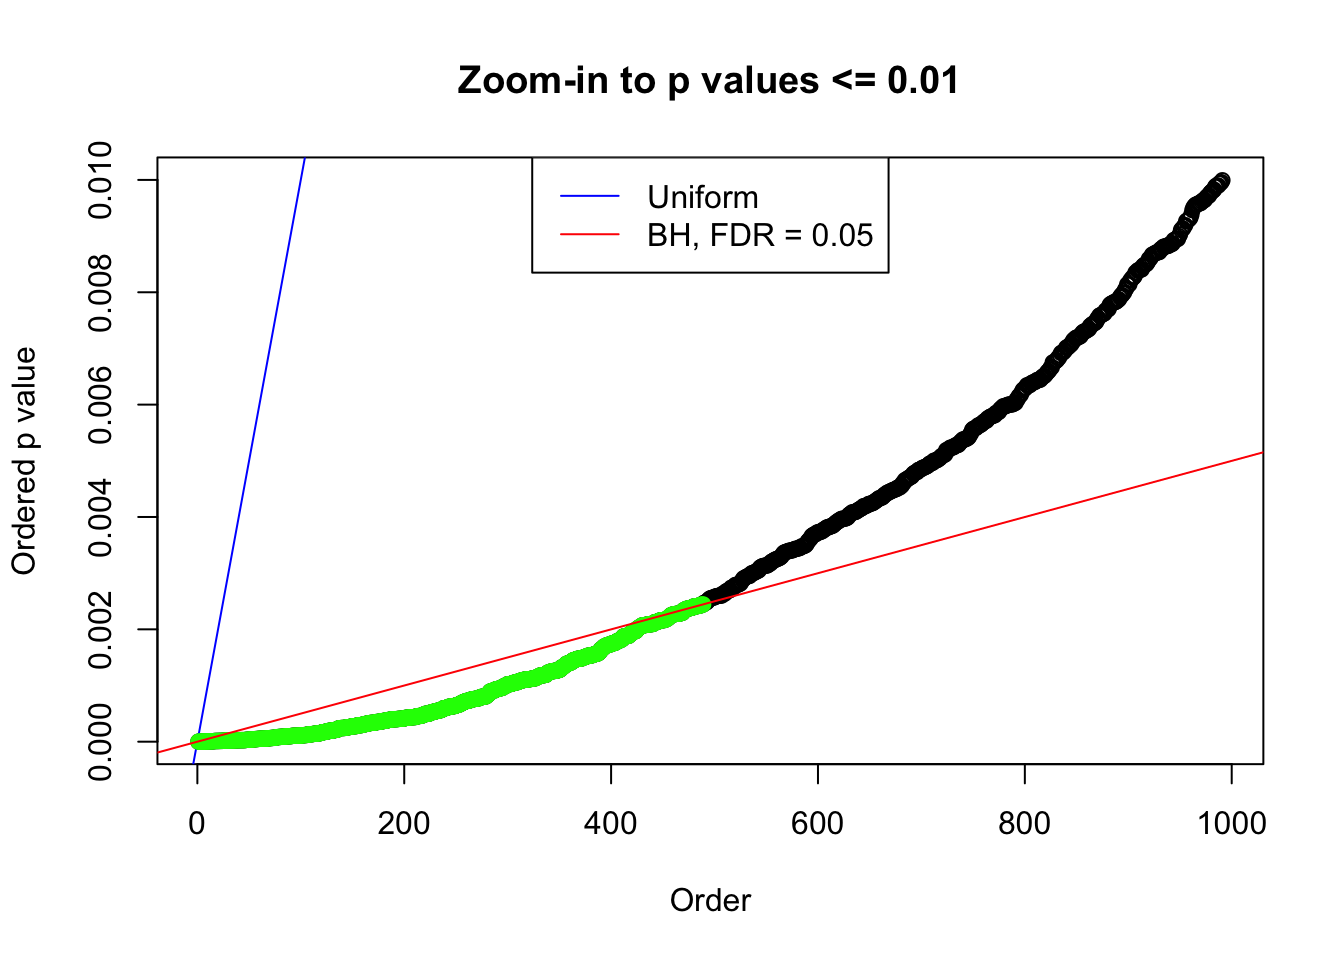 Zoom-in to p values <= 0.01
Uniform
BH, FDR = 0.05
Ordered p value
0.010
0.008
0.006
0.004
0.002
0.000
0 200 400 600 800 1000
Order